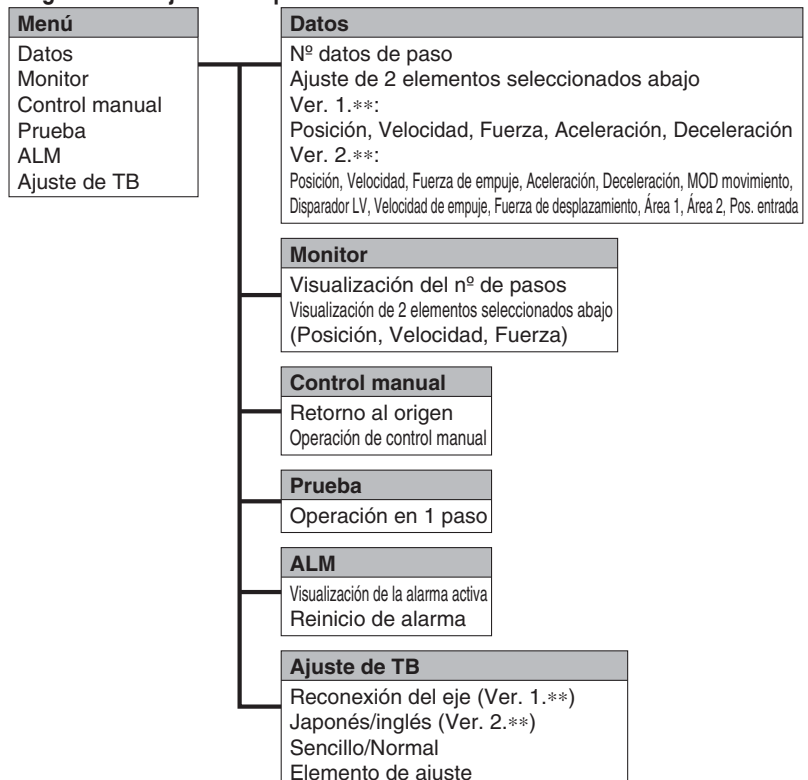 Menú
Datos
Monitor
Control manual
Prueba
ALM
Ajuste de TB
Datos
Nº datos de paso
Ajuste de 2 elementos seleccionados abajo
Ver. 1.**:
Posición, Velocidad, Fuerza, Aceleración, Deceleración
Ver. 2.**:
Posición, Velocidad, Fuerza de empuje, Aceleración, Deceleración, MOD movimiento,
Disparador LV, Velocidad de empuje, Fuerza de desplazamiento, Área 1, Área 2, Pos. entrada
Monitor
Visualización del nº de pasos
Visualización de 2 elementos seleccionados abajo
(Posición, Velocidad, Fuerza)
Control manual
Retorno al origen
Operación de control manual
Prueba
Operación en 1 paso
ALM
Visualización de la alarma activa
Reinicio de alarma
Ajuste de TB
Reconexión del eje (Ver. 1.**)
Japonés/inglés (Ver. 2.**)
Sencillo/Normal
Elemento de ajuste